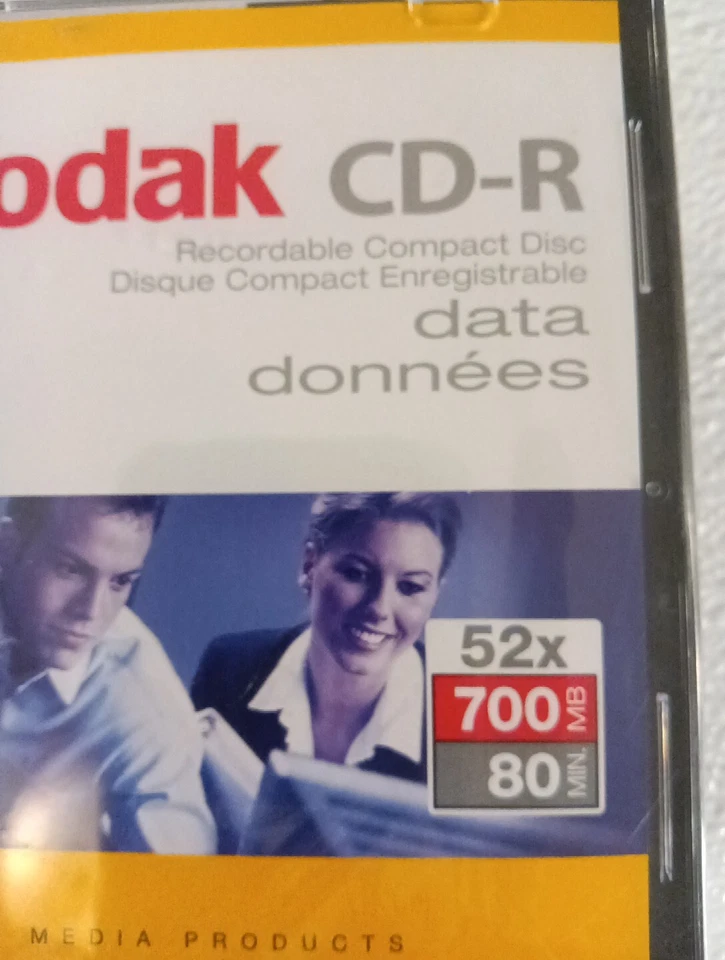 odak CD-R
Recordable Compact Disc
Disque Compact Enregistrable
data
données
52x
700 MB
80 MIN.
MEDIA PRODUCTS